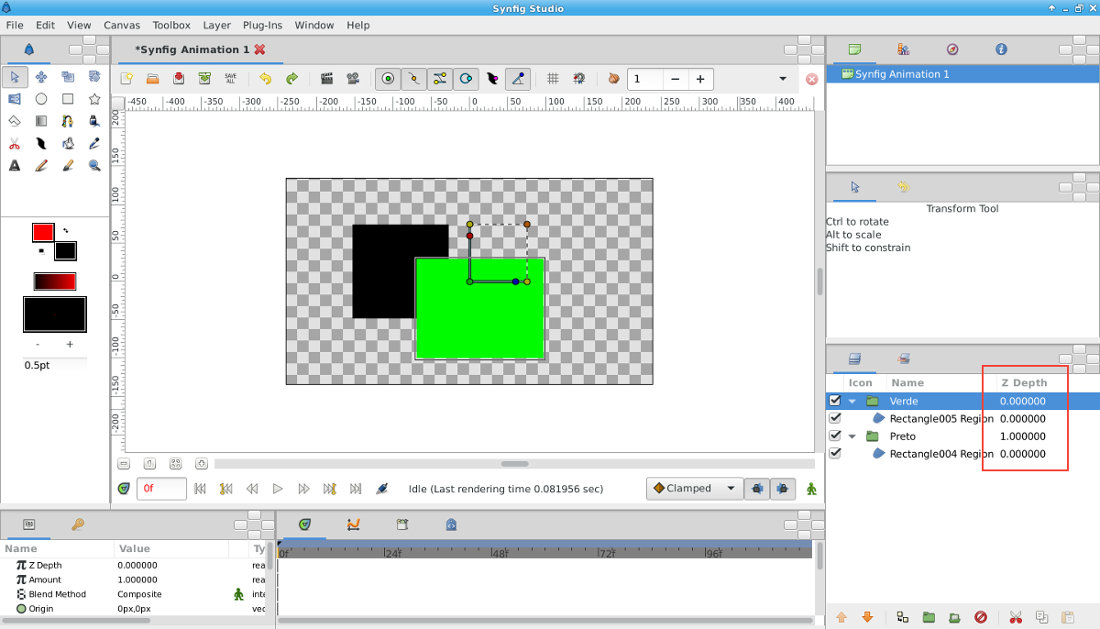 Synfig Studio
File Edit View Canvas Toolbox Layer Plug-Ins Window Help
*Synfig Animation 1
SAVE ALL
1
-450 -400 -350 -300 -250 -200 -150 -100 -50 0 50 100 150 200 250 300 350 400
200
150
100
50
0
-50
-100
-150
-200
- +
0.5pt
Synfig Animation 1
Transform Tool
Ctrl to rotate
Alt to scale
Shift to constrain
Icon Name Z Depth
Verde 0.000000
Rectangle005 Region 0.000000
Preto 1.000000
Rectangle004 Region 0.000000
0f
Idle (Last rendering time 0.081956 sec)
Clamped
Name Value Ty
π Z Depth 0.000000 rea
π Amount 1.000000 rea
Blend Method Composite inte
Origin 0px,0px vec
0f 24f 48f 72f 96f